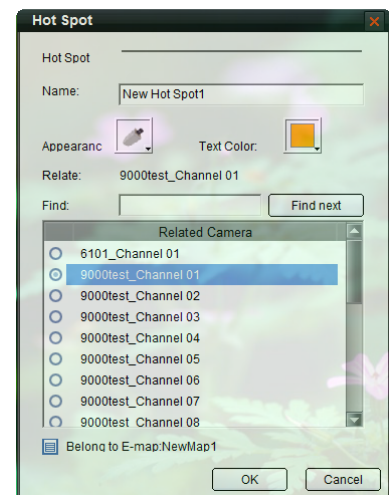 Hot Spot
Hot Spot
Name: New Hot Spot1
Appearanc Text Color:
Relate: 9000test_Channel 01
Find: Find next
Related Camera
6101_Channel 01
9000test_Channel 01
9000test_Channel 02
9000test_Channel 03
9000test_Channel 04
9000test_Channel 05
9000test_Channel 06
9000test_Channel 07
9000test_Channel 08
Belong to E-map:NewMap1
OK Cancel